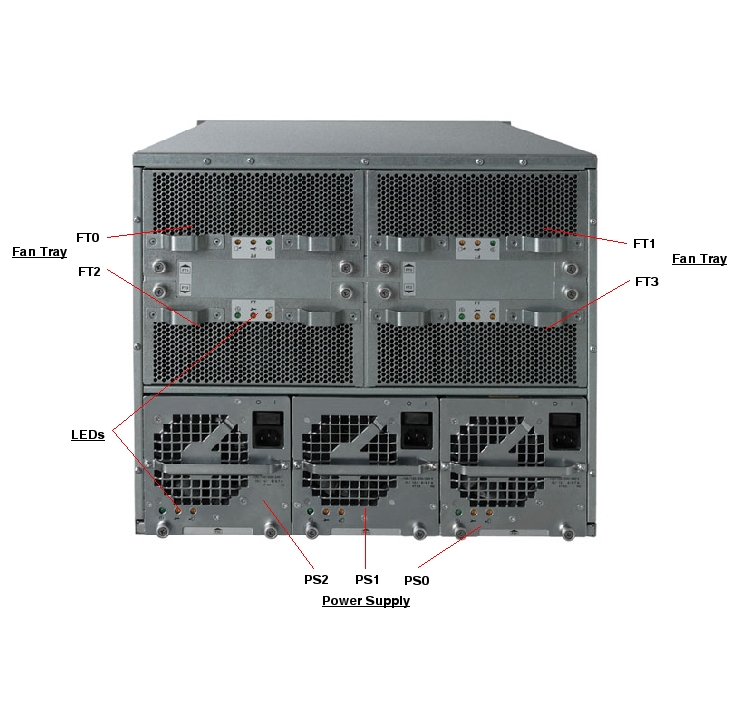 FT0
FT1
Fan Tray
Fan Tray
FT2
FT3
LEDs
PS2 PS1 PS0
Power Supply